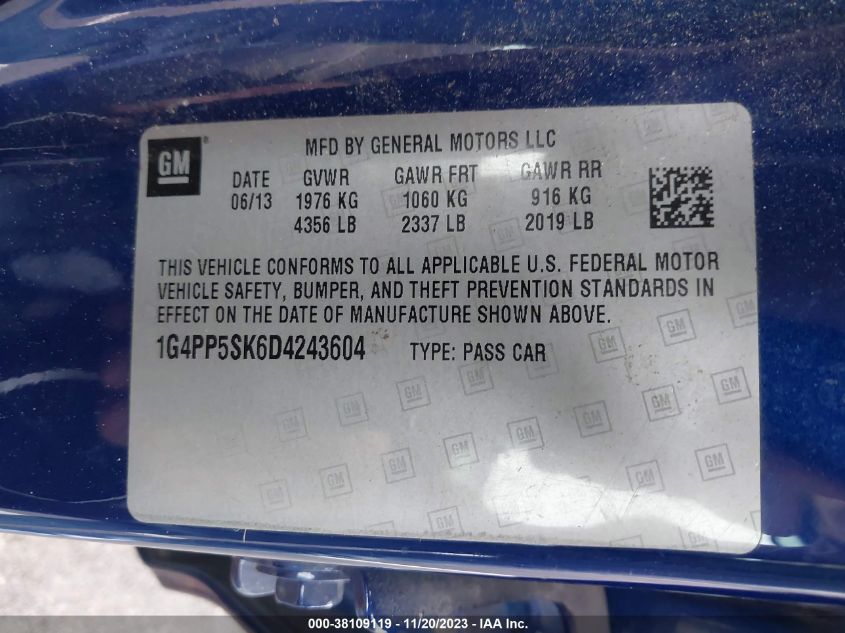 GM
MFD BY GENERAL MOTORS LLC
DATE GVWR GAWR FRT GAWR RR
06/13 1976 KG 1060 KG 916 KG
4356 LB 2337 LB 2019 LB
THIS VEHICLE CONFORMS TO ALL APPLICABLE U.S. FEDERAL MOTOR
VEHICLE SAFETY, BUMPER, AND THEFT PREVENTION STANDARDS IN
EFFECT ON THE DATE OF MANUFACTURE SHOWN ABOVE.
1G4PP5SK6D4243604 TYPE: PASS CAR
000-38109119 - 11/20/2023 - IAAI.COM